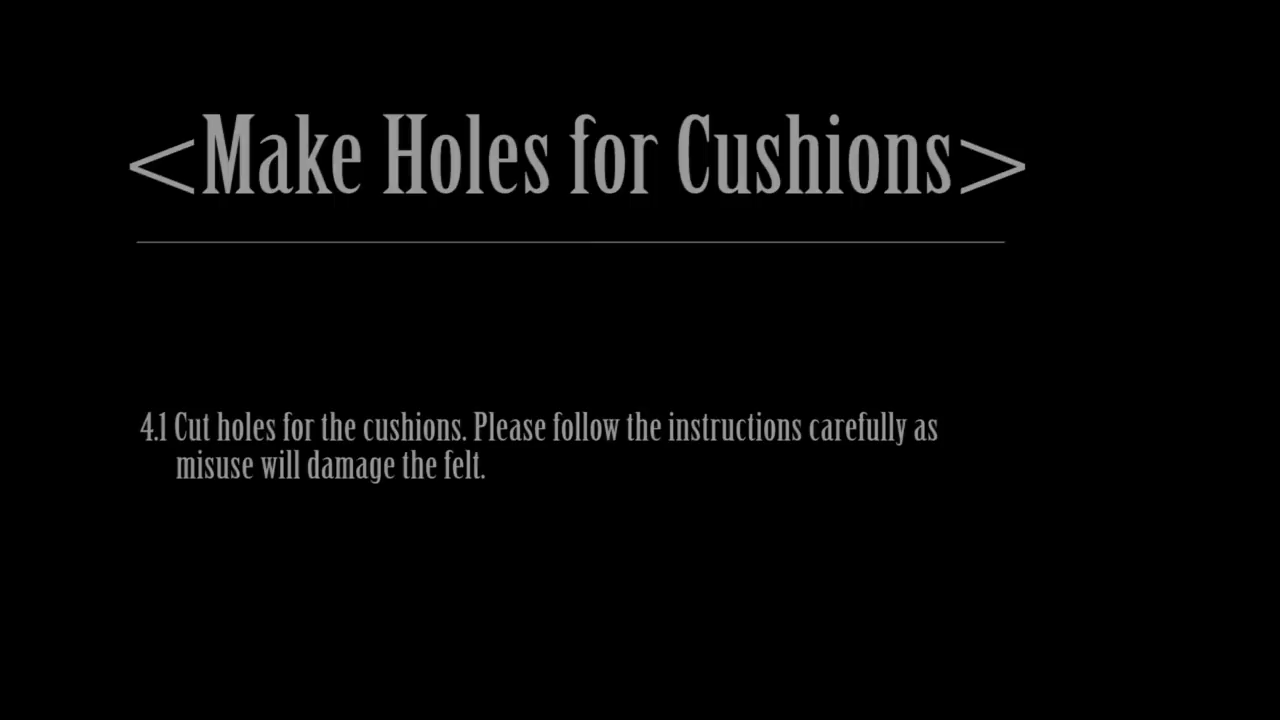 <Make Holes for Cushions>
4.1 Cut holes for the cushions. Please follow the instructions carefully as
misuse will damage the felt.